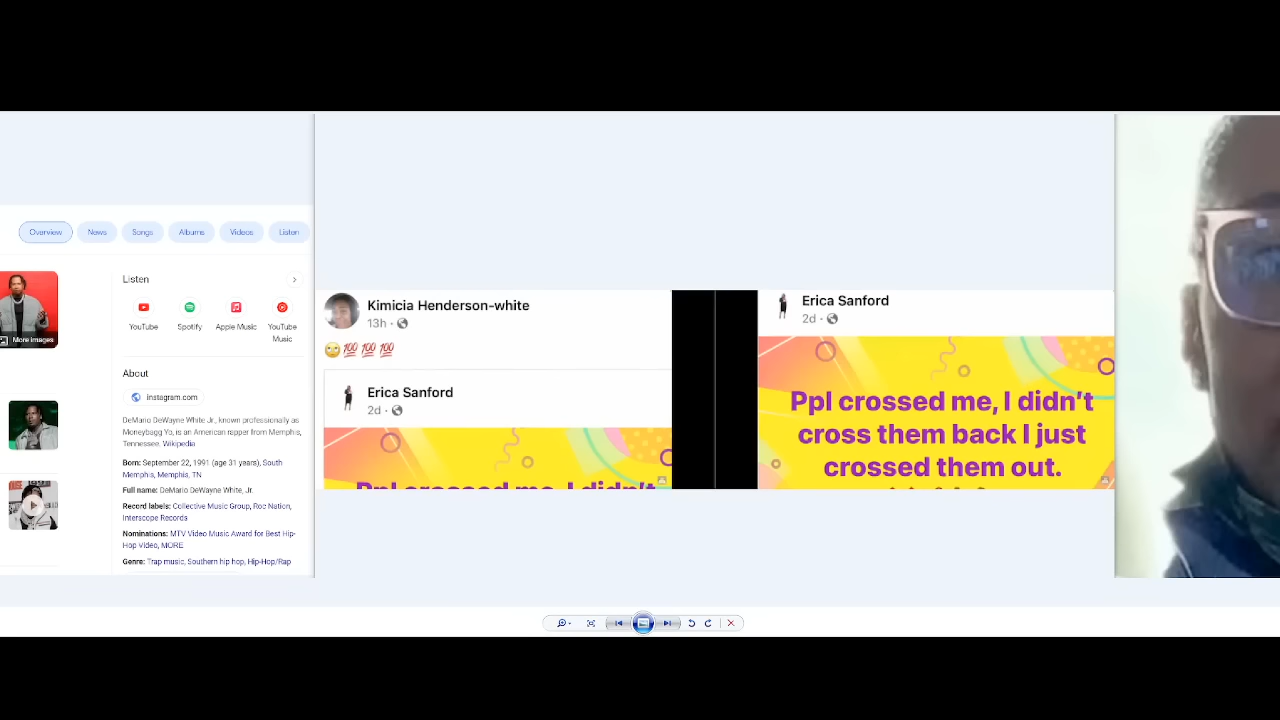 Overview
News
Songs
Albums
Videos
Listen
More images
Listen
YouTube
Spotify
Apple Music
YouTube Music
About
instagram.com
DeMario DeWayne White Jr., known professionally as
Moneybagg Yo, is an American rapper from Memphis,
Tennessee. Wikipedia
Born: September 22, 1991 (age 31 years), South
Memphis, Memphis, TN
Full name: DeMario DeWayne White, Jr.
Record labels: Collective Music Group, Roc Nation,
Interscope Records
Nominations: MTV Video Music Award for Best Hip-
Hop Video, MORE
Genre: Trap music, Southern hip hop, Hip-Hop/Rap
Kimicia Henderson-white
13h ·
🙄💯💯💯
Erica Sanford
2d ·
Ppl crossed me, I didn't
Erica Sanford
2d ·
Ppl crossed me, I didn't
cross them back I just
crossed them out.